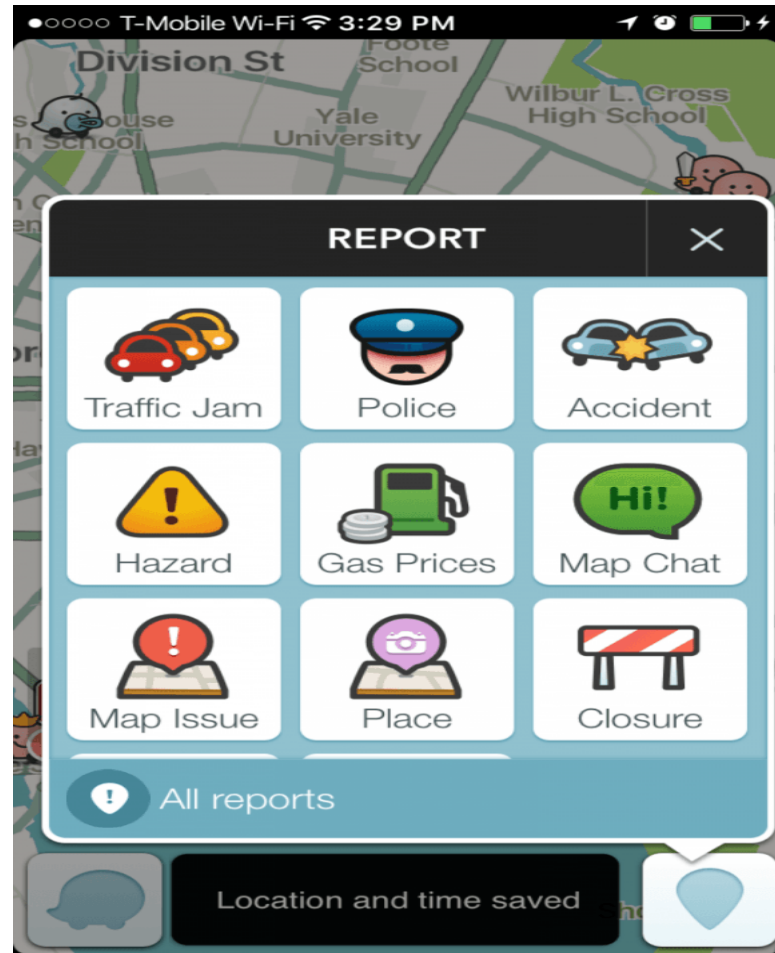 T-Mobile Wi-Fi 3:29 PM
Division St
Foote
School
Wilbur L. Cross
High School
Yale
University
School
REPORT
Traffic Jam
Police
Accident
!
Hazard
Gas Prices
Hi!
Map Chat
!
Map Issue
Place
Closure
! All reports
Location and time saved